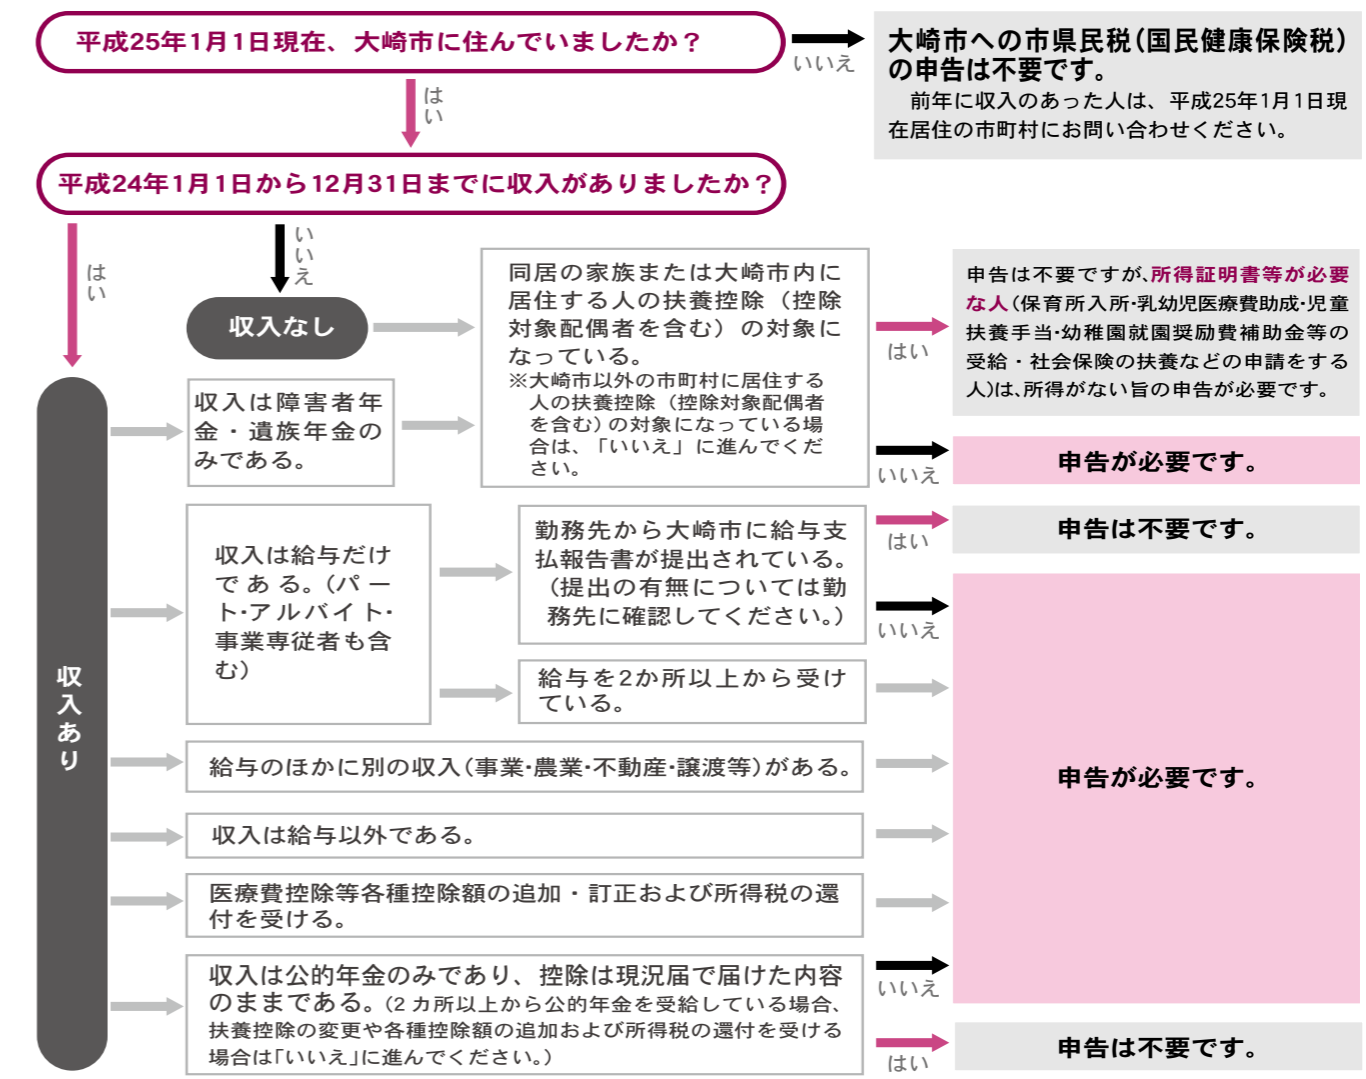 平成25年1月1日現在、大崎市に住んでいましたか？
いいえ
大崎市への市県民税(国民健康保険税)
の申告は不要です。
前年に収入のあった人は、平成25年1月1日現
在居住の市町村にお問い合わせください。
はい
平成24年1月1日から12月31日までに収入がありましたか？
はい
いいえ
収入なし
同居の家族または大崎市内に
居住する人の扶養控除（控除
対象配偶者を含む）の対象に
なっている。
※大崎市以外の市町村に居住する
人の扶養控除（控除対象配偶者
を含む）の対象になっている場
合は、「いいえ」に進んでくだ
さい。
はい
申告は不要ですが、所得証明書等が必要
な人(保育所入所・乳幼児医療費助成・児童
扶養手当・幼稚園就園奨励費補助金等の
受給・社会保険の扶養などの申請をする
人)は、所得がない旨の申告が必要です。
いいえ
申告が必要です。
収入あり
収入は障害者年
金・遺族年金の
みである。
収入は給与だけ
である。（パー
ト・アルバイト・
事業専従者も含
む）
勤務先から大崎市に給与支
払報告書が提出されている。
（提出の有無については勤
務先に確認してください。）
はい
申告は不要です。
いいえ
給与を2か所以上から受け
ている。
給与のほかに別の収入(事業・農業・不動産・譲渡等)がある。
申告が必要です。
収入は給与以外である。
医療費控除等各種控除額の追加・訂正および所得税の還
付を受ける。
収入は公的年金のみであり、控除は現況届で届けた内容
のままである。（2カ所以上から公的年金を受給している場合、
扶養控除の変更や各種控除額の追加および所得税の還付を受ける
場合は「いいえ」に進んでください。）
いいえ
はい
申告は不要です。